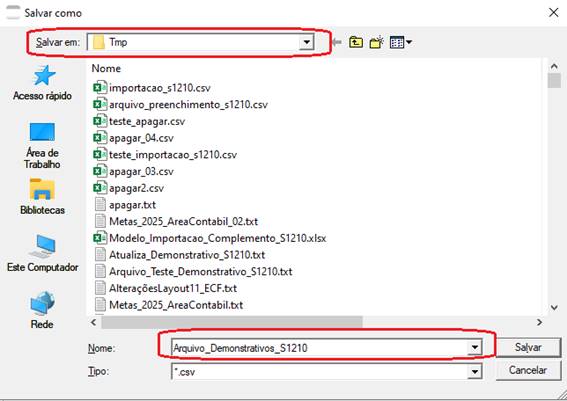 Salvar como
Salvar em: Tmp
Nome
Acesso rápido
Área de
Trabalho
Bibliotecas
Este Computador
Rede
importacao_s1210.csv
arquivo_preenchimento_s1210.csv
teste_apagar.csv
apagar_04.csv
teste_importacao_s1210.csv
apagar_03.csv
apagar2.csv
apagar.txt
Metas_2025_AreaContabil_02.txt
Modelo_Importacao_Complemento_S1210.xlsx
Atualiza_Demonstrativo_S1210.txt
Arquivo_Teste_Demonstrativo_S1210.txt
AlteraçõesLayout11_ECF.txt
Metas_2025_AreaContabil.txt
Nome: Arquivo_Demonstrativos_S1210 Salvar
Tipo: *.csv Cancelar